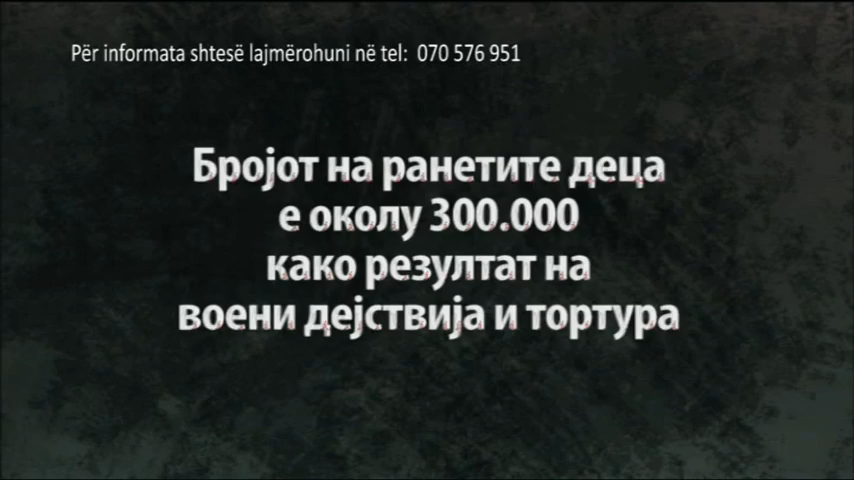 Për informata shtesë lajmërohuni në tel: 070 576 951
Бројот на ранетите деца
е околу 300.000
како резултат на
воени дејствија и тортура